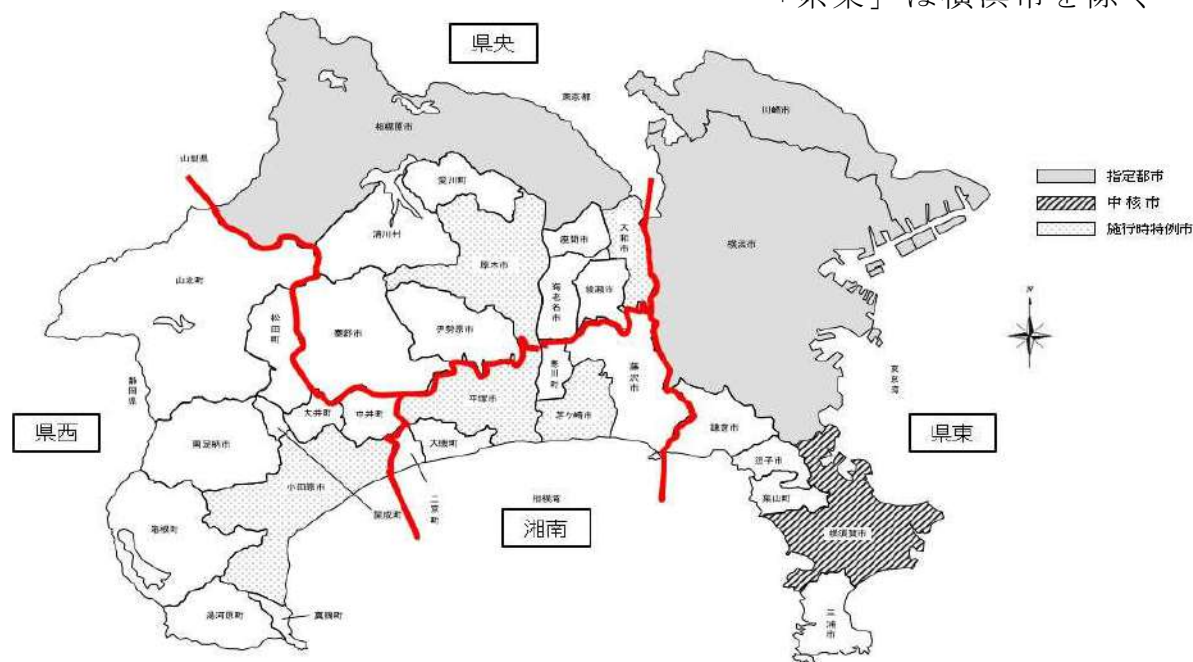 「県東」は横浜市を除く
県央
東京都
川崎市
相模原市
山梨県
愛川町
指定都市
中核市
施行時特例市
清川村
座間市
大和市
横浜市
厚木市
山北町
海老名市
綾瀬市
松田町
秦野市
伊勢原市
N
寒川町
藤沢市
東京湾
静岡県
平塚市
茅ケ崎市
大井町
中井町
県西
県東
南足柄市
大磯町
鎌倉市
逗子市
小田原市
葉山町
二宮町
相模湾
開成町
湘南
箱根町
横須賀市
湯河原町
真鶴町
三浦市